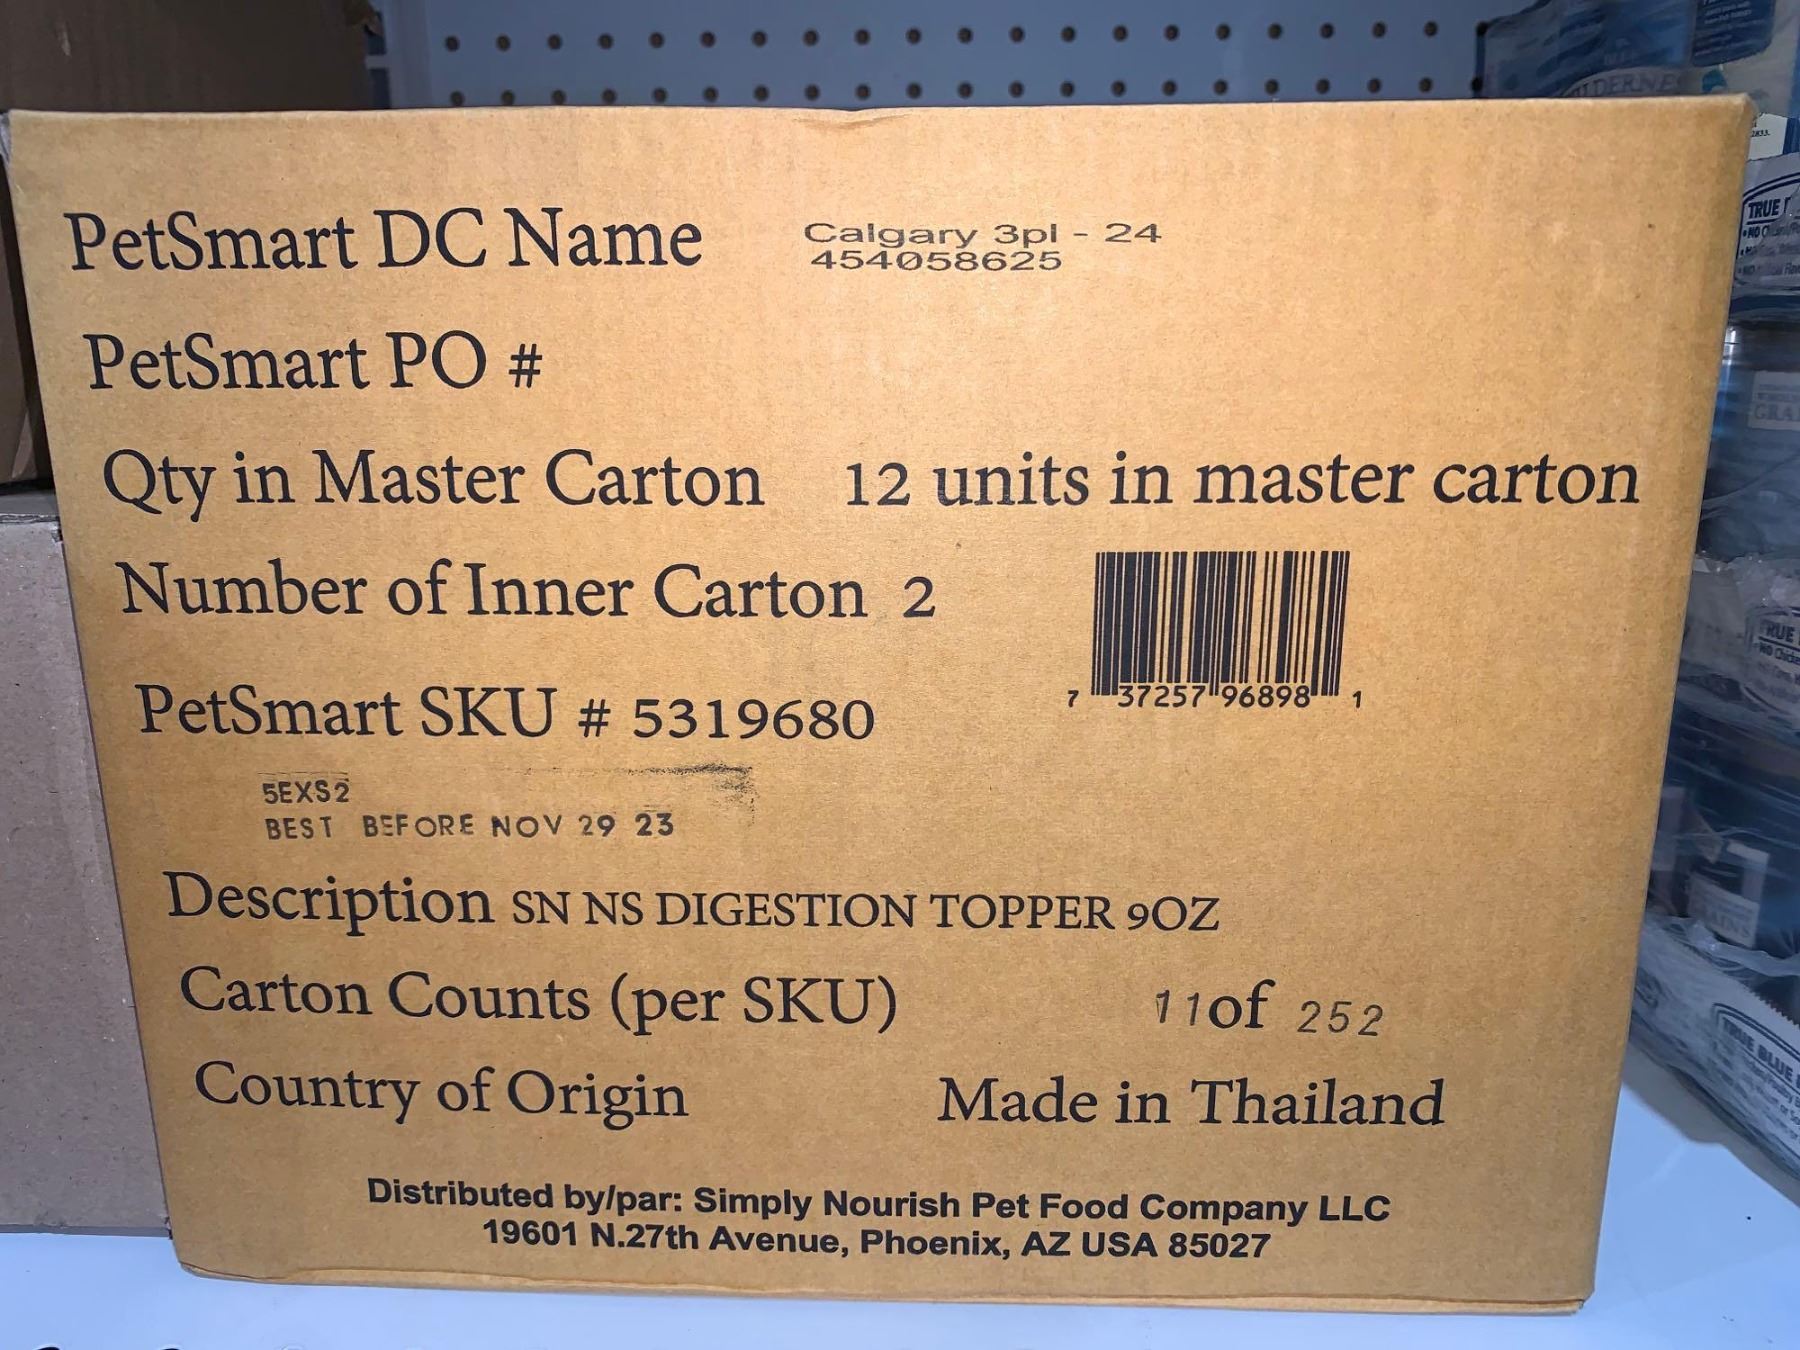 PetSmart DC Name Calgary 3pl - 24
454058625
PetSmart PO #
Qty in Master Carton 12 units in master carton
Number of Inner Carton 2
7 37257 96898 1
PetSmart SKU # 5319680
5EXS2
BEST BEFORE NOV 29 23
Description SN NS DIGESTION TOPPER 9OZ
Carton Counts (per SKU) 11of 252
Country of Origin Made in Thailand
Distributed by/par: Simply Nourish Pet Food Company LLC
19601 N.27th Avenue, Phoenix, AZ USA 85027
TRUE
TRUE BLUE